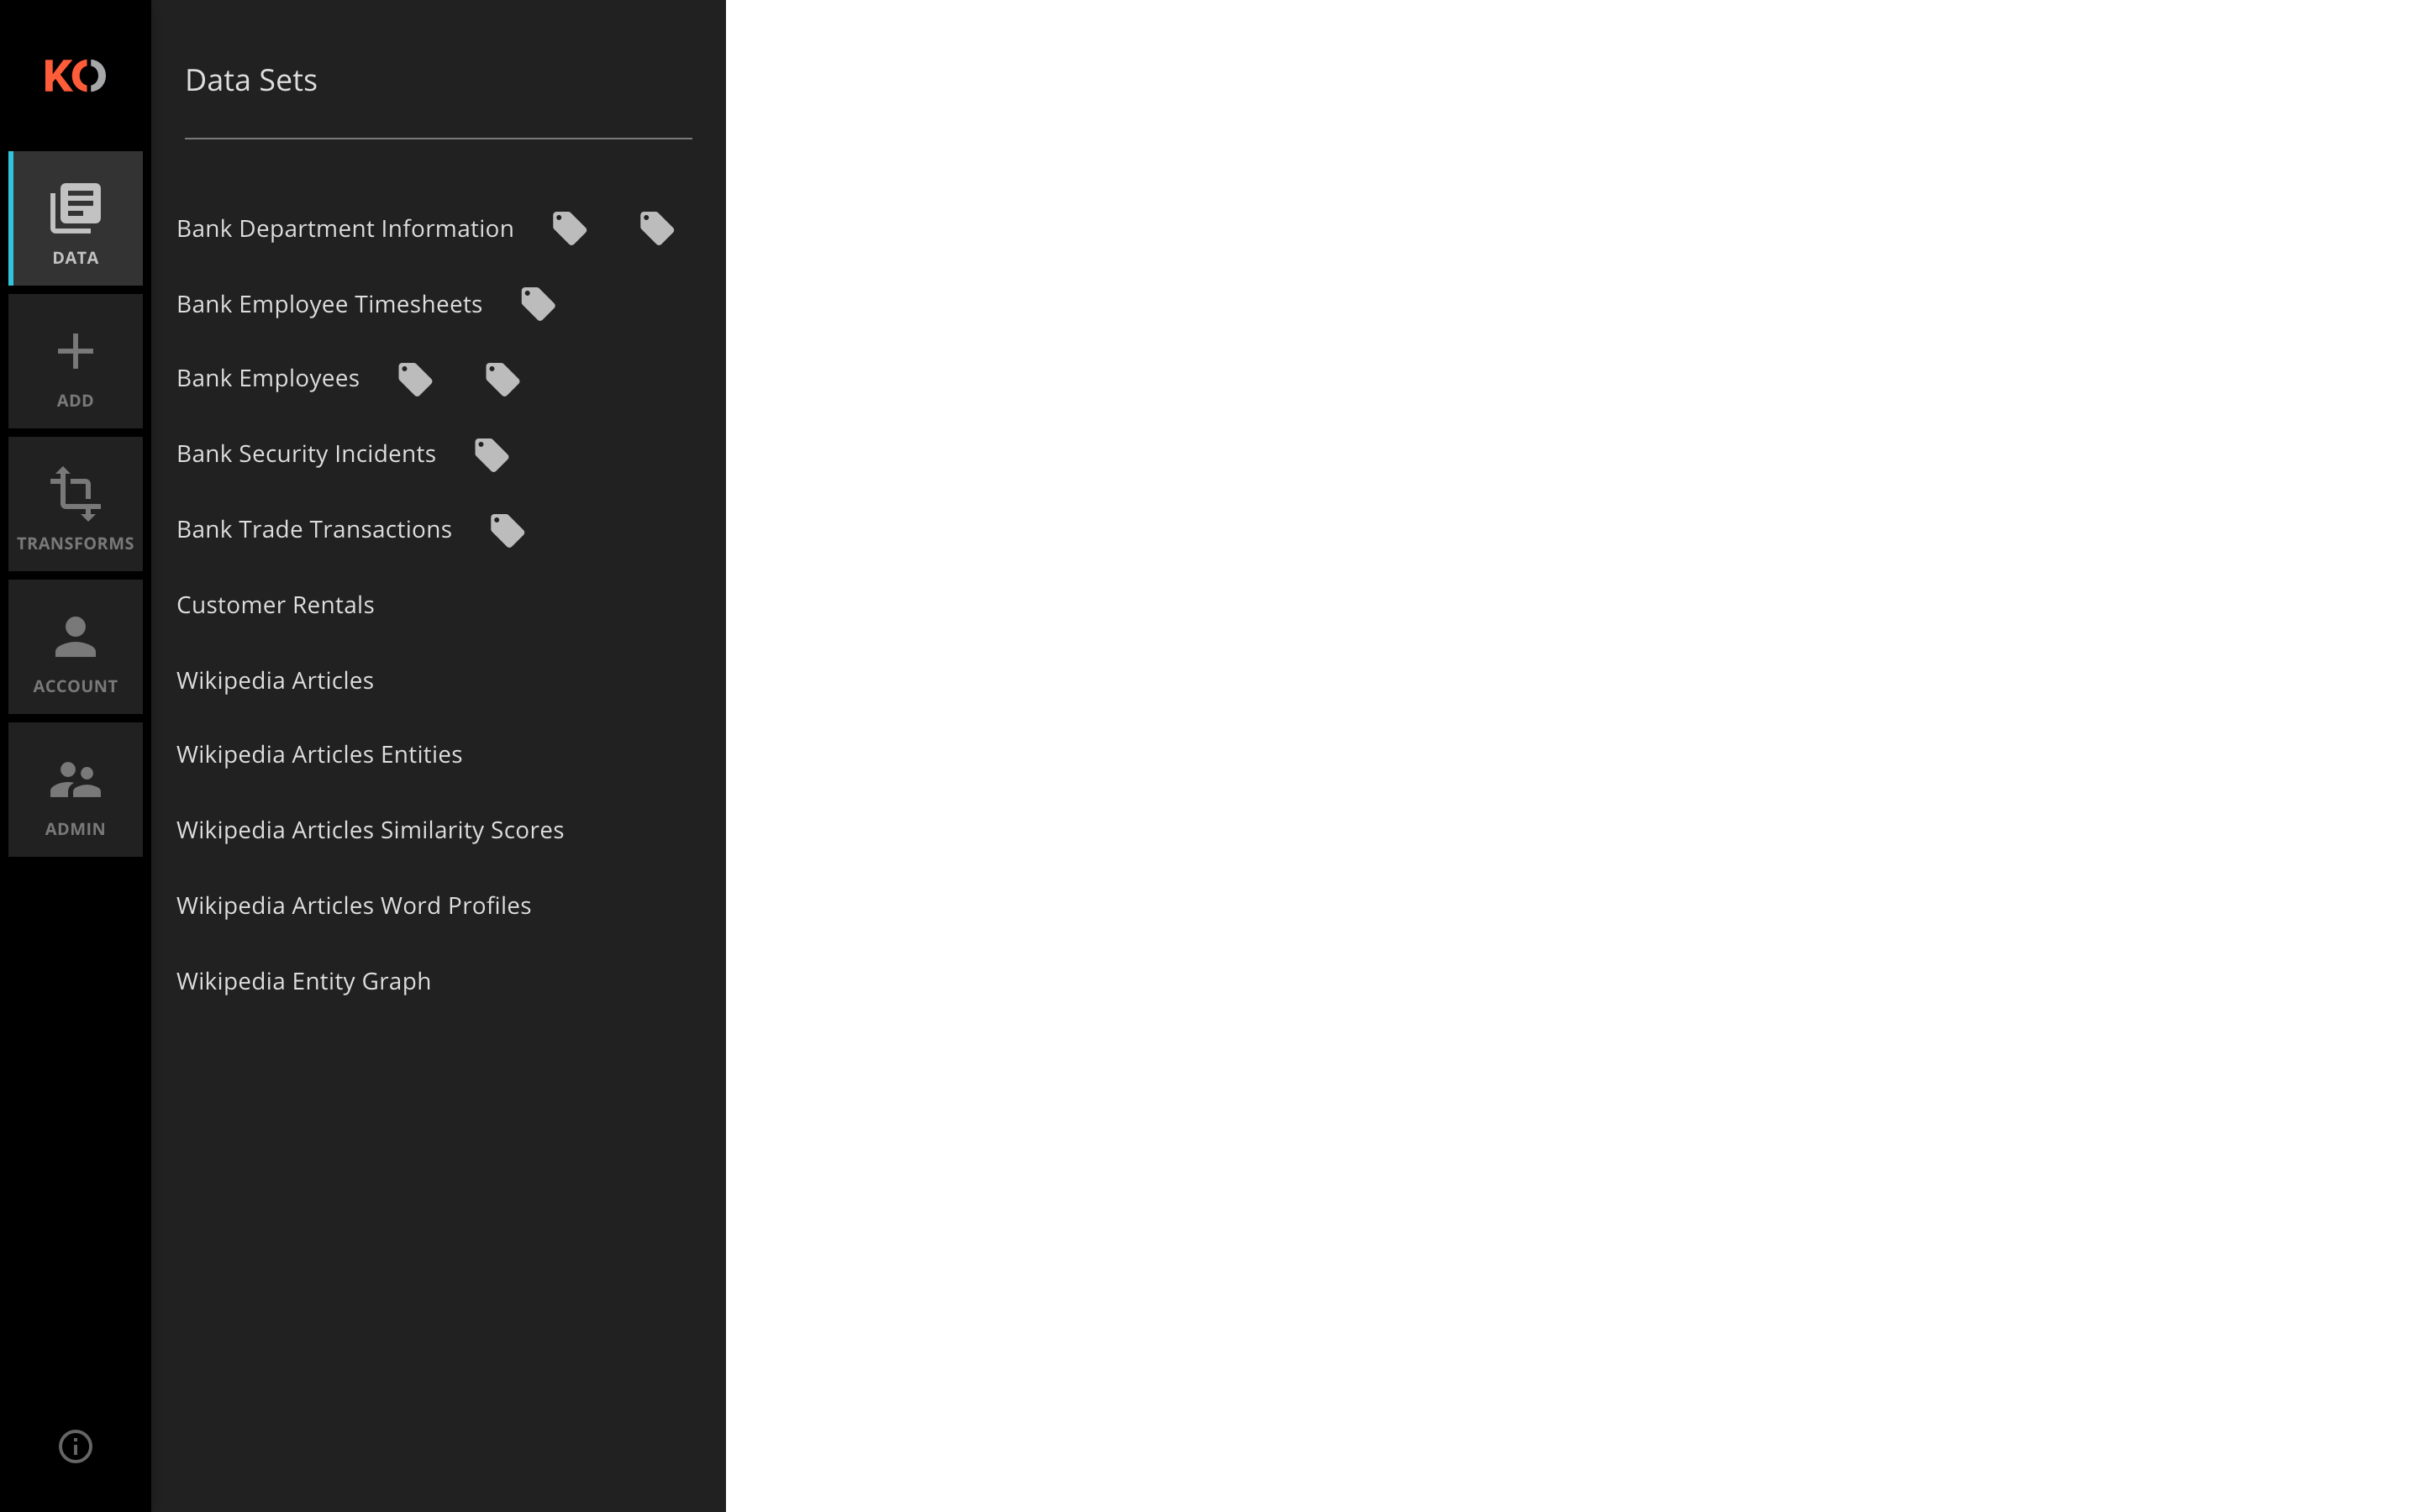 KO
DATA
ADD
TRANSFORMS
ACCOUNT
ADMIN
Data Sets
Bank Department Information
Bank Employee Timesheets
Bank Employees
Bank Security Incidents
Bank Trade Transactions
Customer Rentals
Wikipedia Articles
Wikipedia Articles Entities
Wikipedia Articles Similarity Scores
Wikipedia Articles Word Profiles
Wikipedia Entity Graph